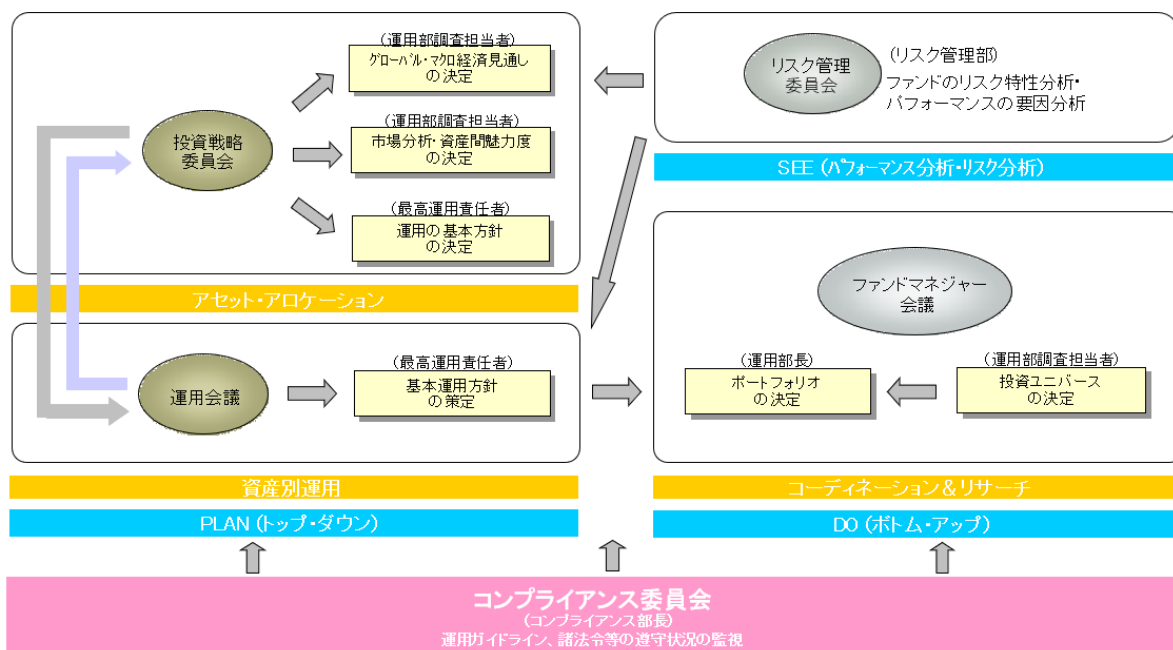 (運用部調査担当者)
グローバル・マクロ経済見通し
の決定
投資戦略
委員会
(運用部調査担当者)
市場分析・資産間魅力度
の決定
(最高運用責任者)
運用の基本方針
の決定
アセット・アロケーション
リスク管理
委員会
(リスク管理部)
ファンドのリスク特性分析・
パフォーマンスの要因分析
SEE (パフォーマンス分析・リスク分析)
運用会議
(最高運用責任者)
基本運用方針
の策定
資産別運用
PLAN (トップ・ダウン)
ファンドマネジャー
会議
(運用部長)
ポートフォリオ
の決定
(運用部調査担当者)
投資ユニバース
の決定
コーディネーション&リサーチ
DO (ボトム・アップ)
コンプライアンス委員会
(コンプライアンス部長)
運用ガイドライン、諸法令等の遵守状況の監視